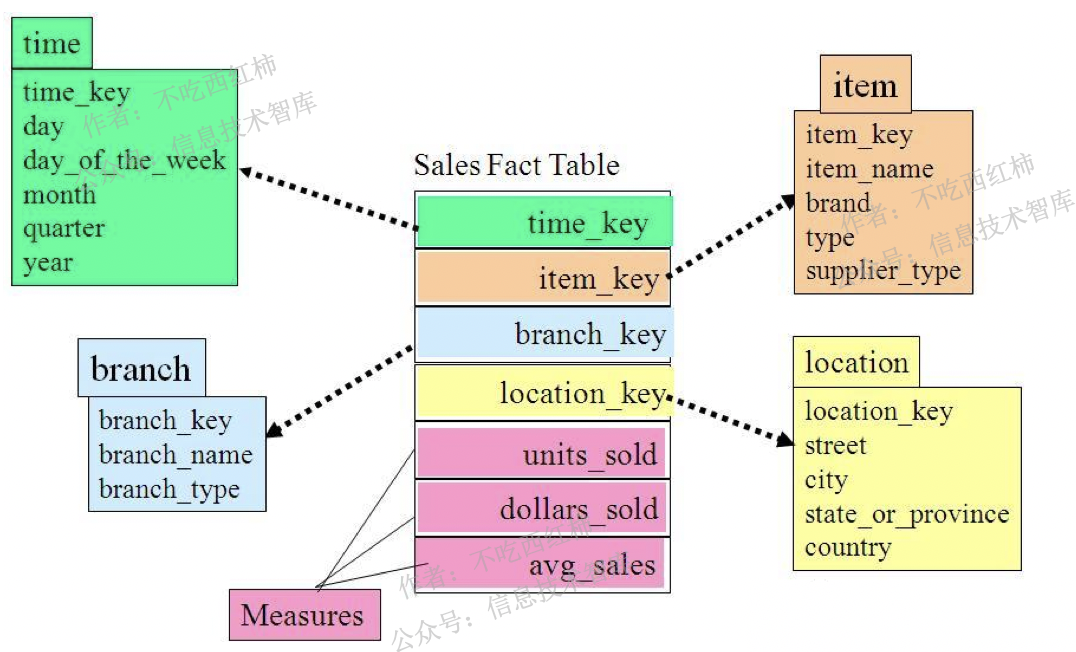 time
time_key
day
day_of_the_week
month
quarter
year
作者：不吃西红柿
公众号：信息技术智库
item
item_key
item_name
brand
type
supplier_type
作者：不吃西红柿
公众号：信息技术智库
Sales Fact Table
time_key
item_key
branch_key
location_key
units_sold
dollars_sold
avg_sales
branch
branch_key
branch_name
branch_type
location
location_key
street
city
state_or_province
country
Measures
作者：不吃西红柿
公众号：信息技术智库